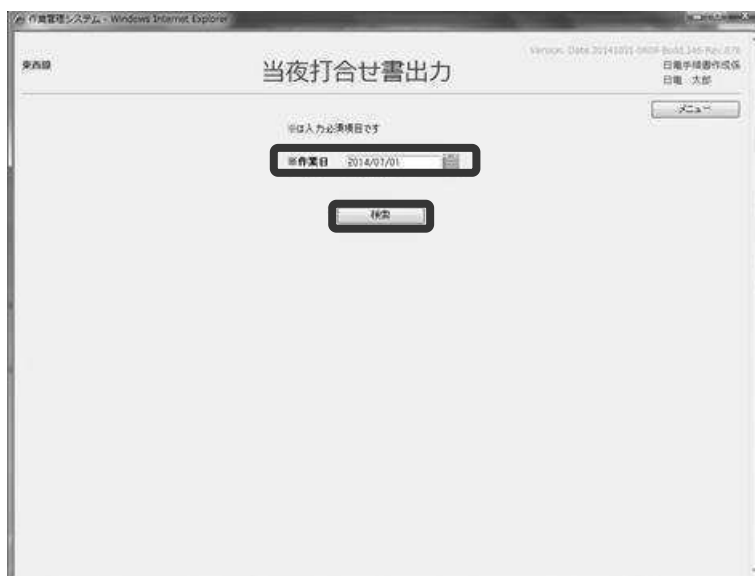 作業管理システム - Windows Internet Explorer
東西線
当夜打合せ書出力
日電手順書作成係
日電 太郎
メニュー
※は入力必須項目です
※作業日 2014/07/01
検索